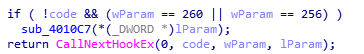 if ( !code && (wParam == 260 || wParam == 256) )
  sub_4010C7(*(_DWORD *)lParam);
return CallNextHookEx(0, code, wParam, lParam);